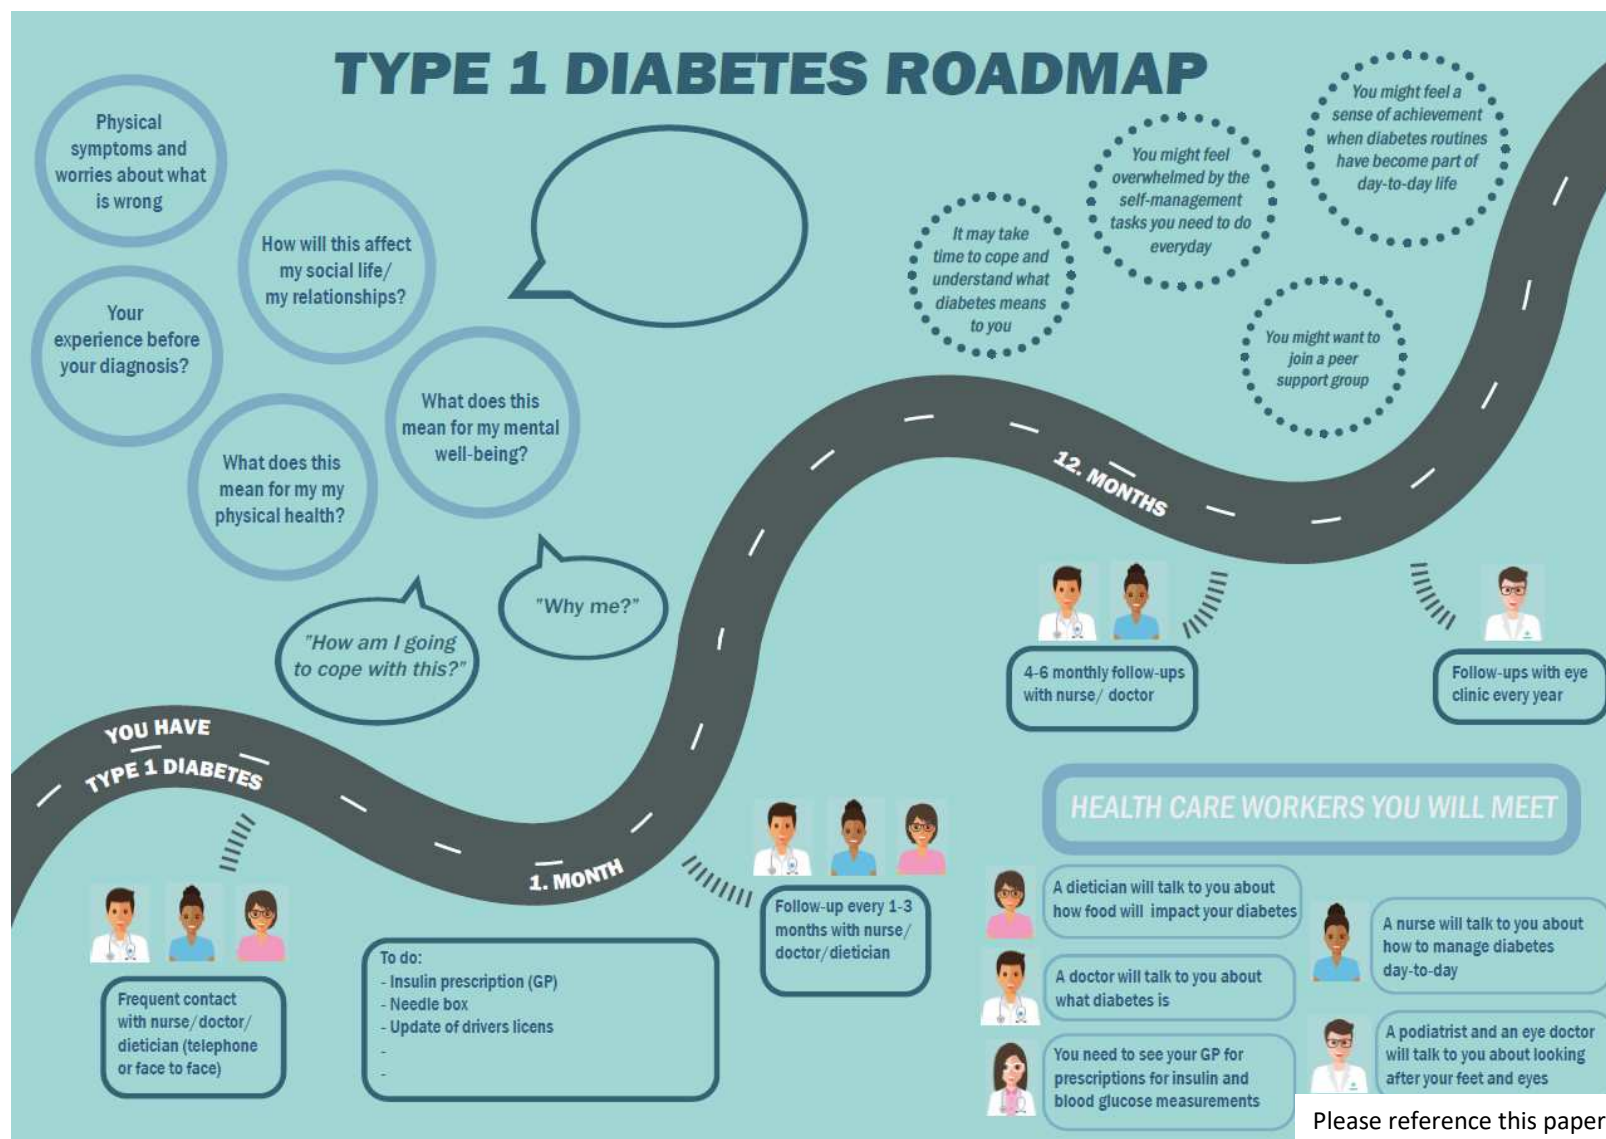 TYPE 1 DIABETES ROADMAP
Physical
symptoms and
worries about what
is wrong
How will this affect
my social life/
my relationships?
Your
experience before
your diagnosis?
What does this
mean for my mental
well-being?
What does this
mean for my my
physical health?
"Why me?"
"How am I going
to cope with this?"
It may take
time to cope and
understand what
diabetes means
to you
You might feel
overwhelmed by the
self-management
tasks you need to do
everyday
You might feel a
sense of achievement
when diabetes routines
have become part of
day-to-day life
You might want to
join a peer
support group
YOU HAVE
TYPE 1 DIABETES
1. MONTH
12. MONTHS
Frequent contact
with nurse/doctor/
dietician (telephone
or face to face)
To do:
- Insulin prescription (GP)
- Needle box
- Update of drivers licens
-
-
Follow-up every 1-3
months with nurse/
doctor/dietician
4-6 monthly follow-ups
with nurse/ doctor
Follow-ups with eye
clinic every year
HEALTH CARE WORKERS YOU WILL MEET
A dietician will talk to you about
how food will impact your diabetes
A doctor will talk to you about
what diabetes is
You need to see your GP for
prescriptions for insulin and
blood glucose measurements
A nurse will talk to you about
how to manage diabetes
day-to-day
A podiatrist and an eye doctor
will talk to you about looking
after your feet and eyes
Please reference this paper